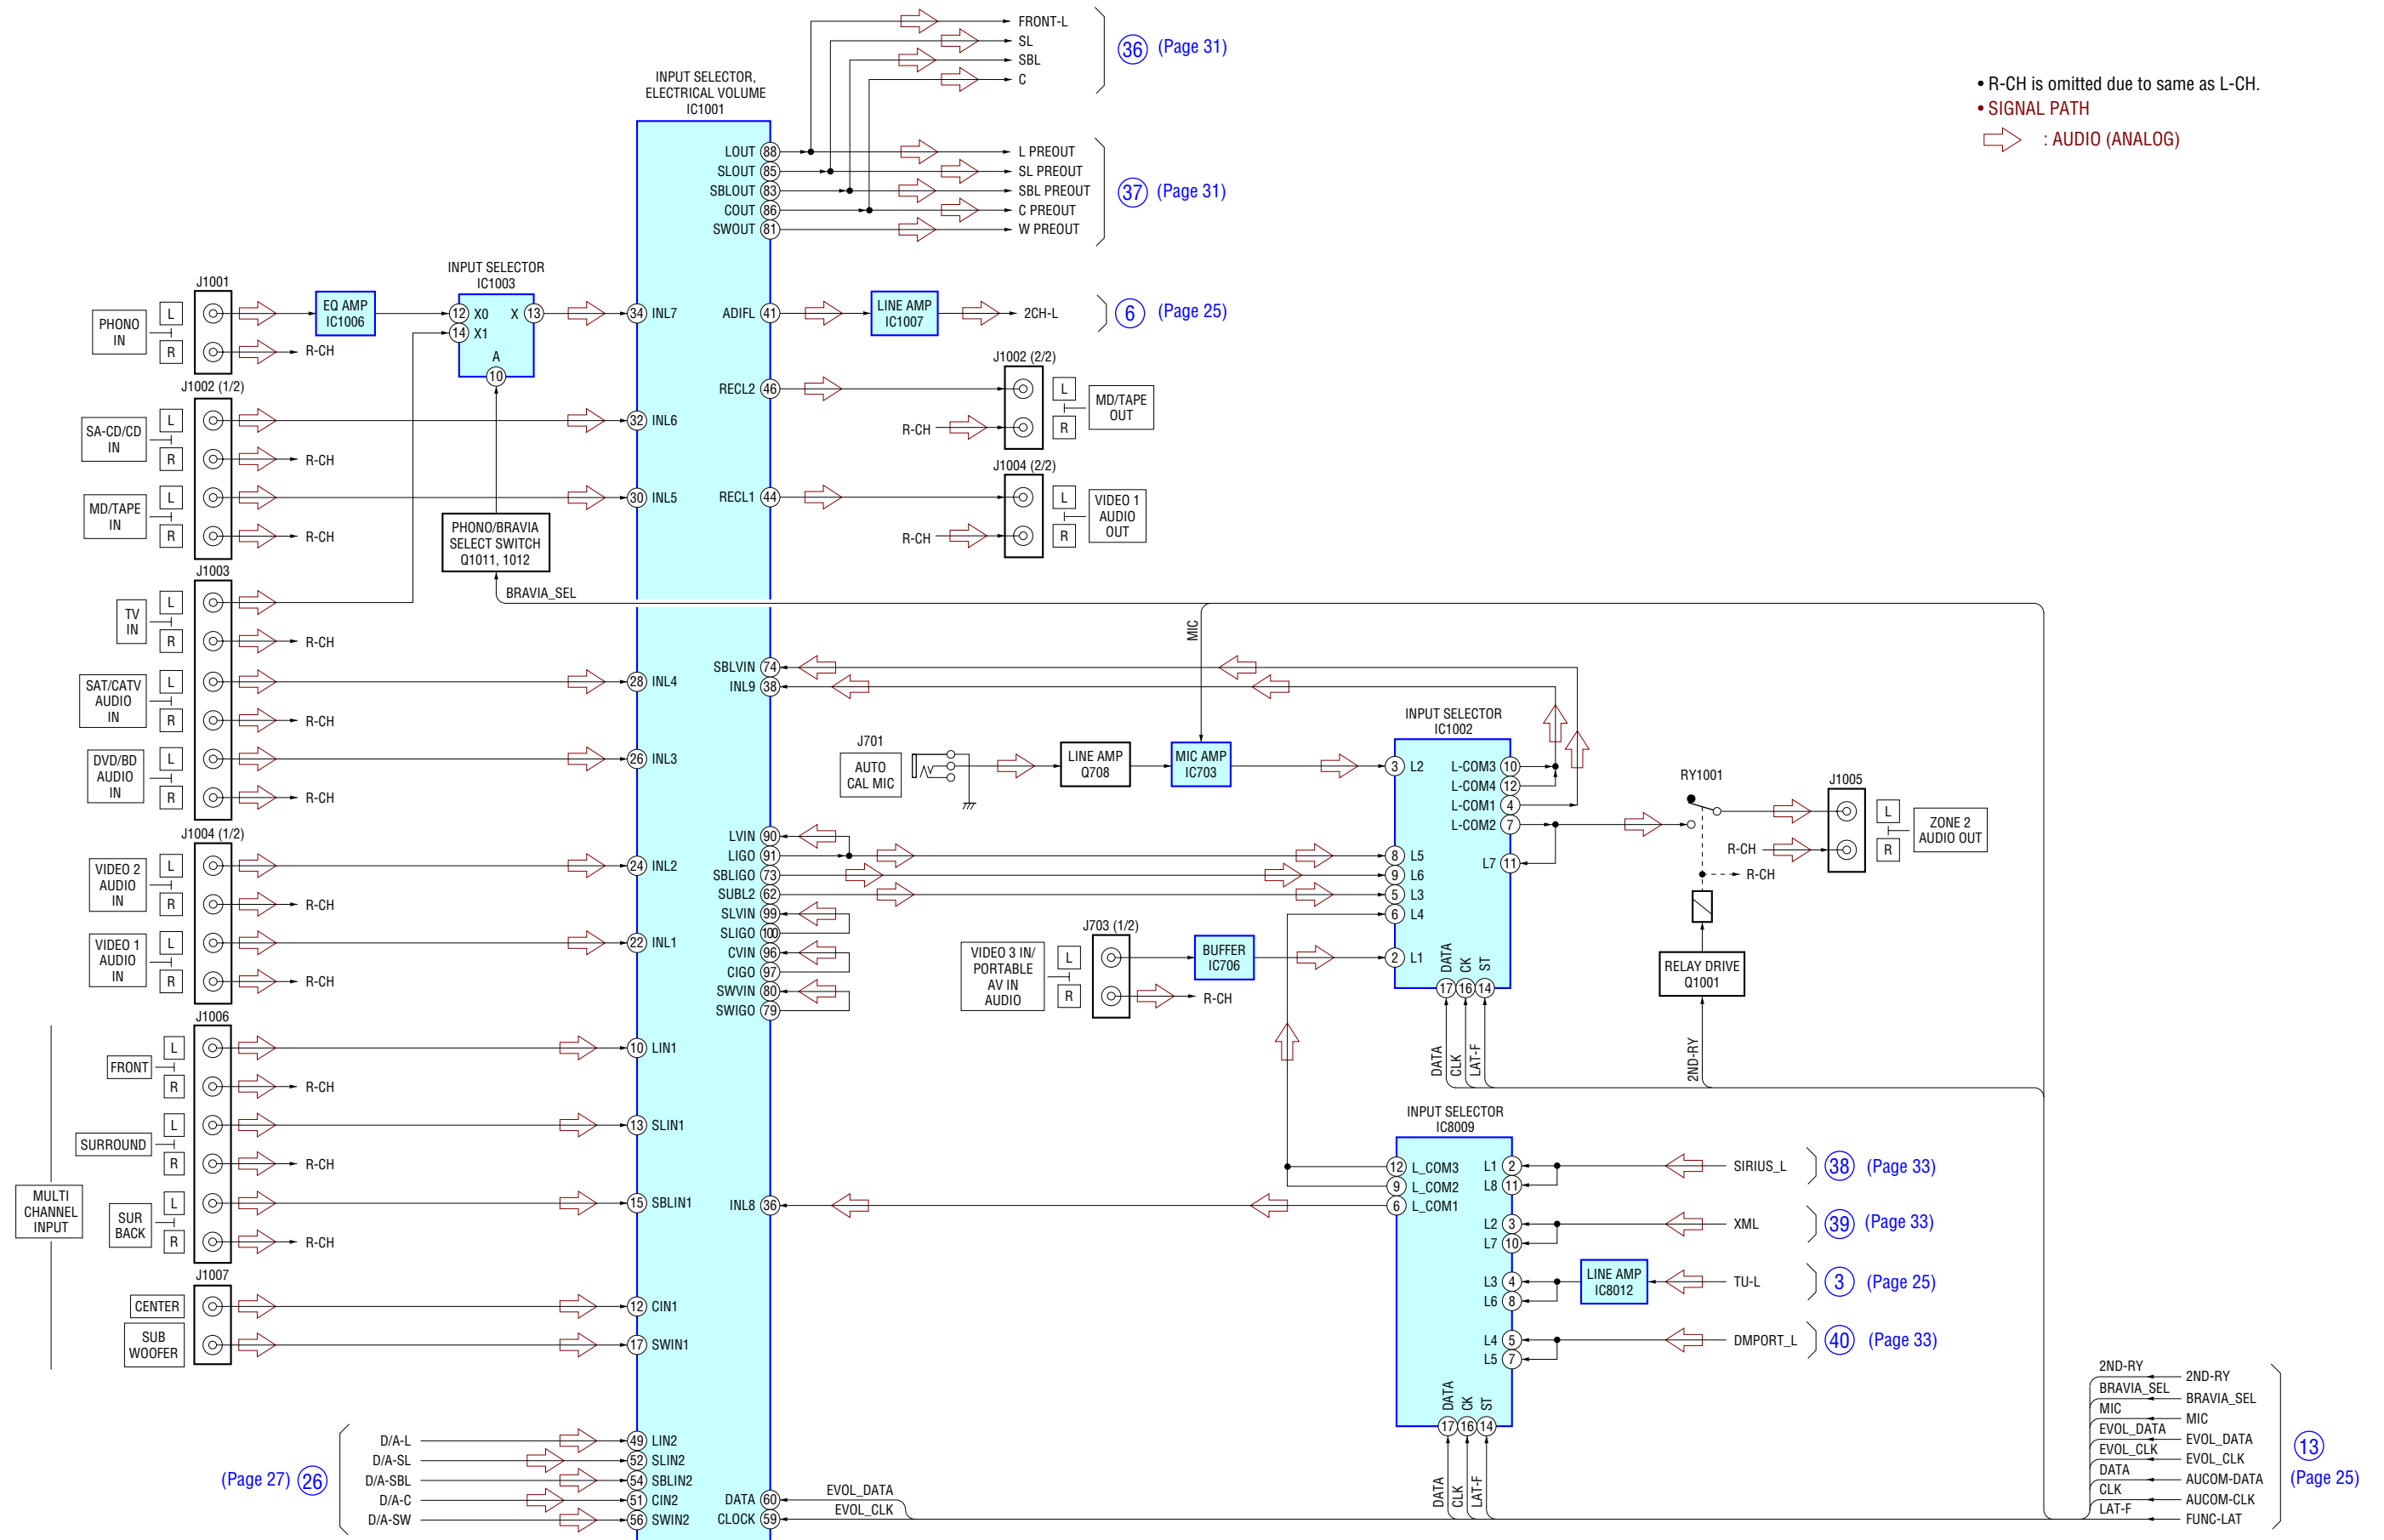 FRONT-L
SL
SBL
C
36 (Page 31)
INPUT SELECTOR,
ELECTRICAL VOLUME
IC1001
• R-CH is omitted due to same as L-CH.
• SIGNAL PATH
: AUDIO (ANALOG)
LOUT 88
SLOUT 85
SBLOUT 83
COUT 86
SWOUT 81
L PREOUT
SL PREOUT
SBL PREOUT
C PREOUT
W PREOUT
37 (Page 31)
J1001
PHONO
IN
L
R
R-CH
EQ AMP
IC1006
INPUT SELECTOR
IC1003
12 X0
14 X1
X 13
A
10
34 INL7
ADIFL 41
LINE AMP
IC1007
2CH-L
6 (Page 25)
J1002 (1/2)
SA-CD/CD
IN
L
R
R-CH
32 INL6
MD/TAPE
IN
L
R
R-CH
30 INL5
RECL2 46
R-CH
J1002 (2/2)
L
R
MD/TAPE
OUT
RECL1 44
R-CH
J1004 (2/2)
L
R
VIDEO 1
AUDIO
OUT
PHONO/BRAVIA
SELECT SWITCH
Q1011, 1012
BRAVIA_SEL
MIC
J1003
TV
IN
L
R
R-CH
SAT/CATV
AUDIO
IN
L
R
R-CH
28 INL4
DVD/BD
AUDIO
IN
L
R
R-CH
26 INL3
SBLVIN 74
INL9 38
J701
AUTO
CAL MIC
LINE AMP
Q708
MIC AMP
IC703
INPUT SELECTOR
IC1002
3 L2
L-COM3 10
L-COM4 12
L-COM1 4
L-COM2 7
L7 11
8 L5
9 L6
5 L3
6 L4
2 L1
DATA
CK
ST
17
16
14
DATA
CLK
LAT-F
RY1001
J1005
L
R
R-CH
ZONE 2
AUDIO OUT
R-CH
RELAY DRIVE
Q1001
2ND-RY
J1004 (1/2)
VIDEO 2
AUDIO
IN
L
R
R-CH
24 INL2
VIDEO 1
AUDIO
IN
L
R
R-CH
22 INL1
LVIN 90
LIGO 91
SBLIGO 73
SUBL2 62
SLVIN 99
SLIGO 100
CVIN 96
CIGO 97
SWVIN 80
SWIGO 79
J703 (1/2)
VIDEO 3 IN/
PORTABLE
AV IN
AUDIO
L
R
R-CH
BUFFER
IC706
MULTI
CHANNEL
INPUT
J1006
FRONT
L
R
R-CH
10 LIN1
SURROUND
L
R
R-CH
13 SLIN1
SUR
BACK
L
R
R-CH
15 SBLIN1
INL8 36
J1007
CENTER
12 CIN1
SUB
WOOFER
17 SWIN1
INPUT SELECTOR
IC8009
12 L_COM3
9 L_COM2
6 L_COM1
L1 2
L8 11
L2 3
L7 10
L3 4
L6 8
L4 5
L5 7
DATA
CK
ST
17
16
14
DATA
CLK
LAT-F
SIRIUS_L
38 (Page 33)
XML
39 (Page 33)
LINE AMP
IC8012
TU-L
3 (Page 25)
DMPORT_L
40 (Page 33)
(Page 27) 26
D/A-L
D/A-SL
D/A-SBL
D/A-C
D/A-SW
49 LIN2
52 SLIN2
54 SBLIN2
51 CIN2
56 SWIN2
DATA 60
CLOCK 59
EVOL_DATA
EVOL_CLK
2ND-RY
BRAVIA_SEL
MIC
EVOL_DATA
EVOL_CLK
DATA
CLK
LAT-F
2ND-RY
BRAVIA_SEL
MIC
EVOL_DATA
EVOL_CLK
AUCOM-DATA
AUCOM-CLK
FUNC-LAT
13
(Page 25)